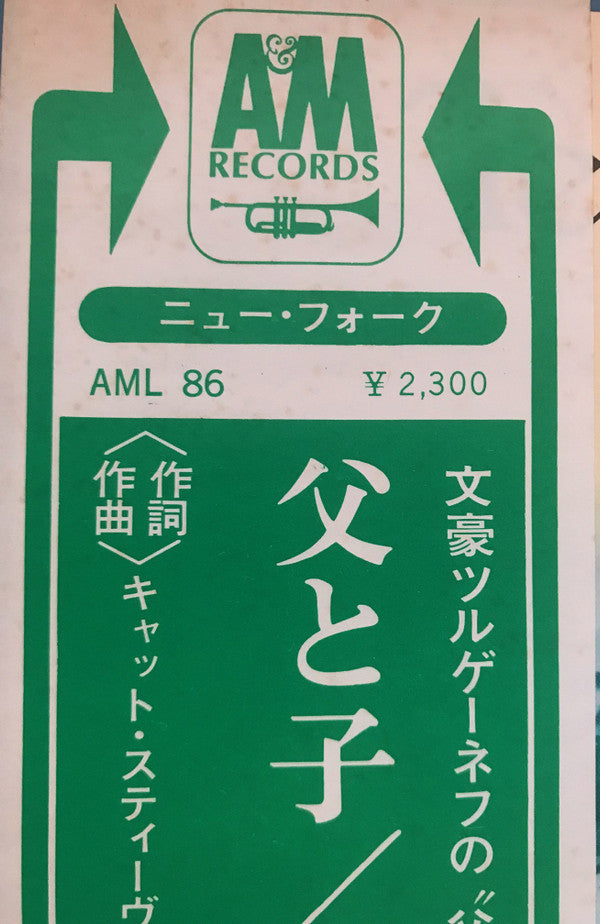 A&M
RECORDS
ニュー・フォーク
AML 86 ¥ 2,300
文豪ツルゲーネフの〝
父と子／
〈作詞
作曲〉キャット・スティーヴ